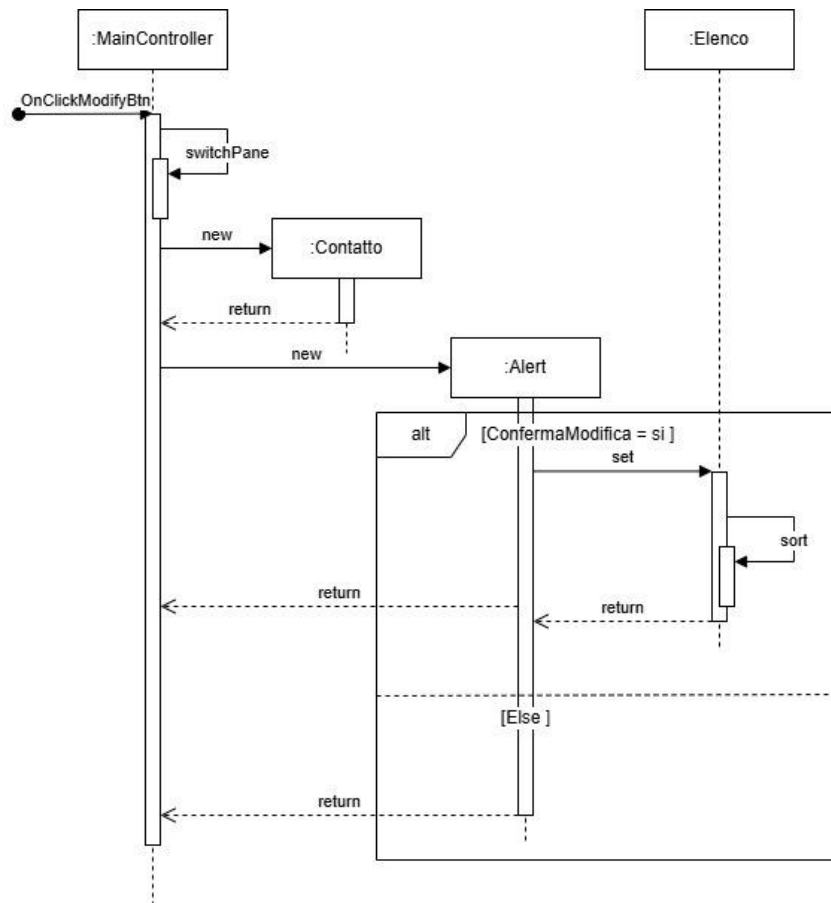 :MainController
:Elenco
OnClickModifyBtn
switchPane
new
:Contatto
return
new
:Alert
alt
[ConfermaModifica = si ]
set
sort
return
return
[Else ]
return